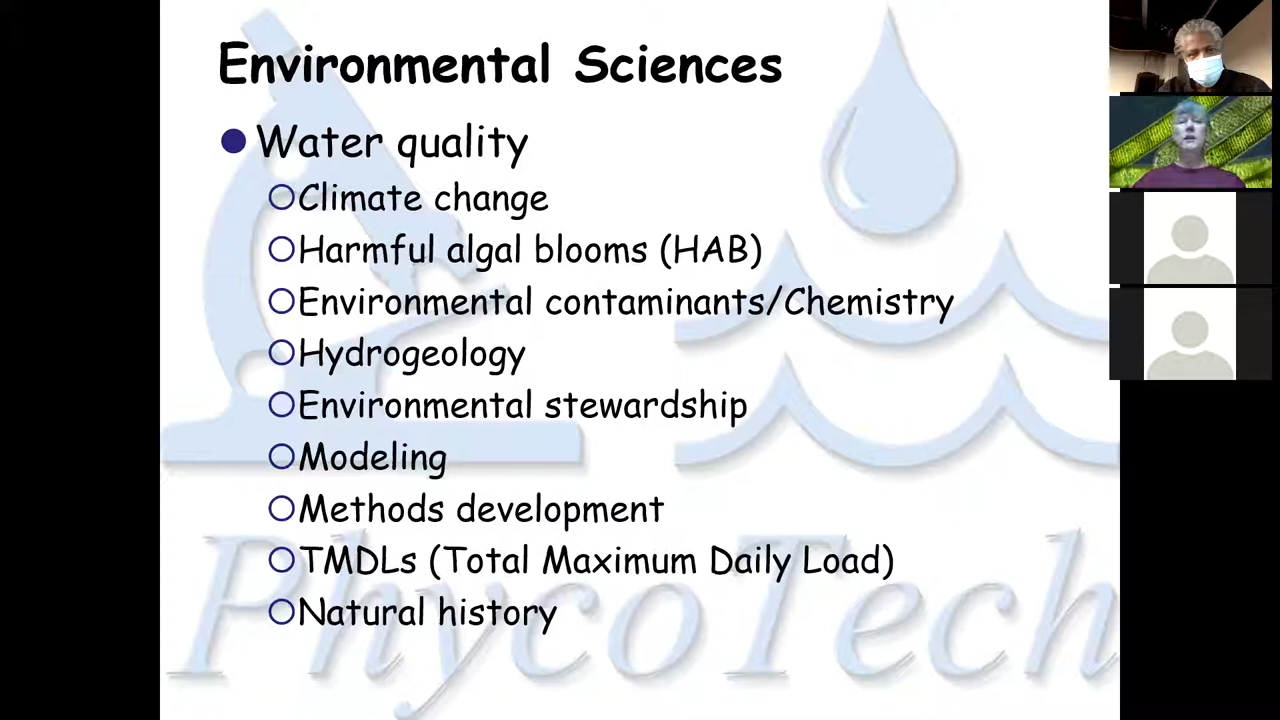 Environmental Sciences
Water quality
Climate change
Harmful algal blooms (HAB)
Environmental contaminants/Chemistry
Hydrogeology
Environmental stewardship
Modeling
Methods development
TMDLs (Total Maximum Daily Load)
Natural history
PhycoTech